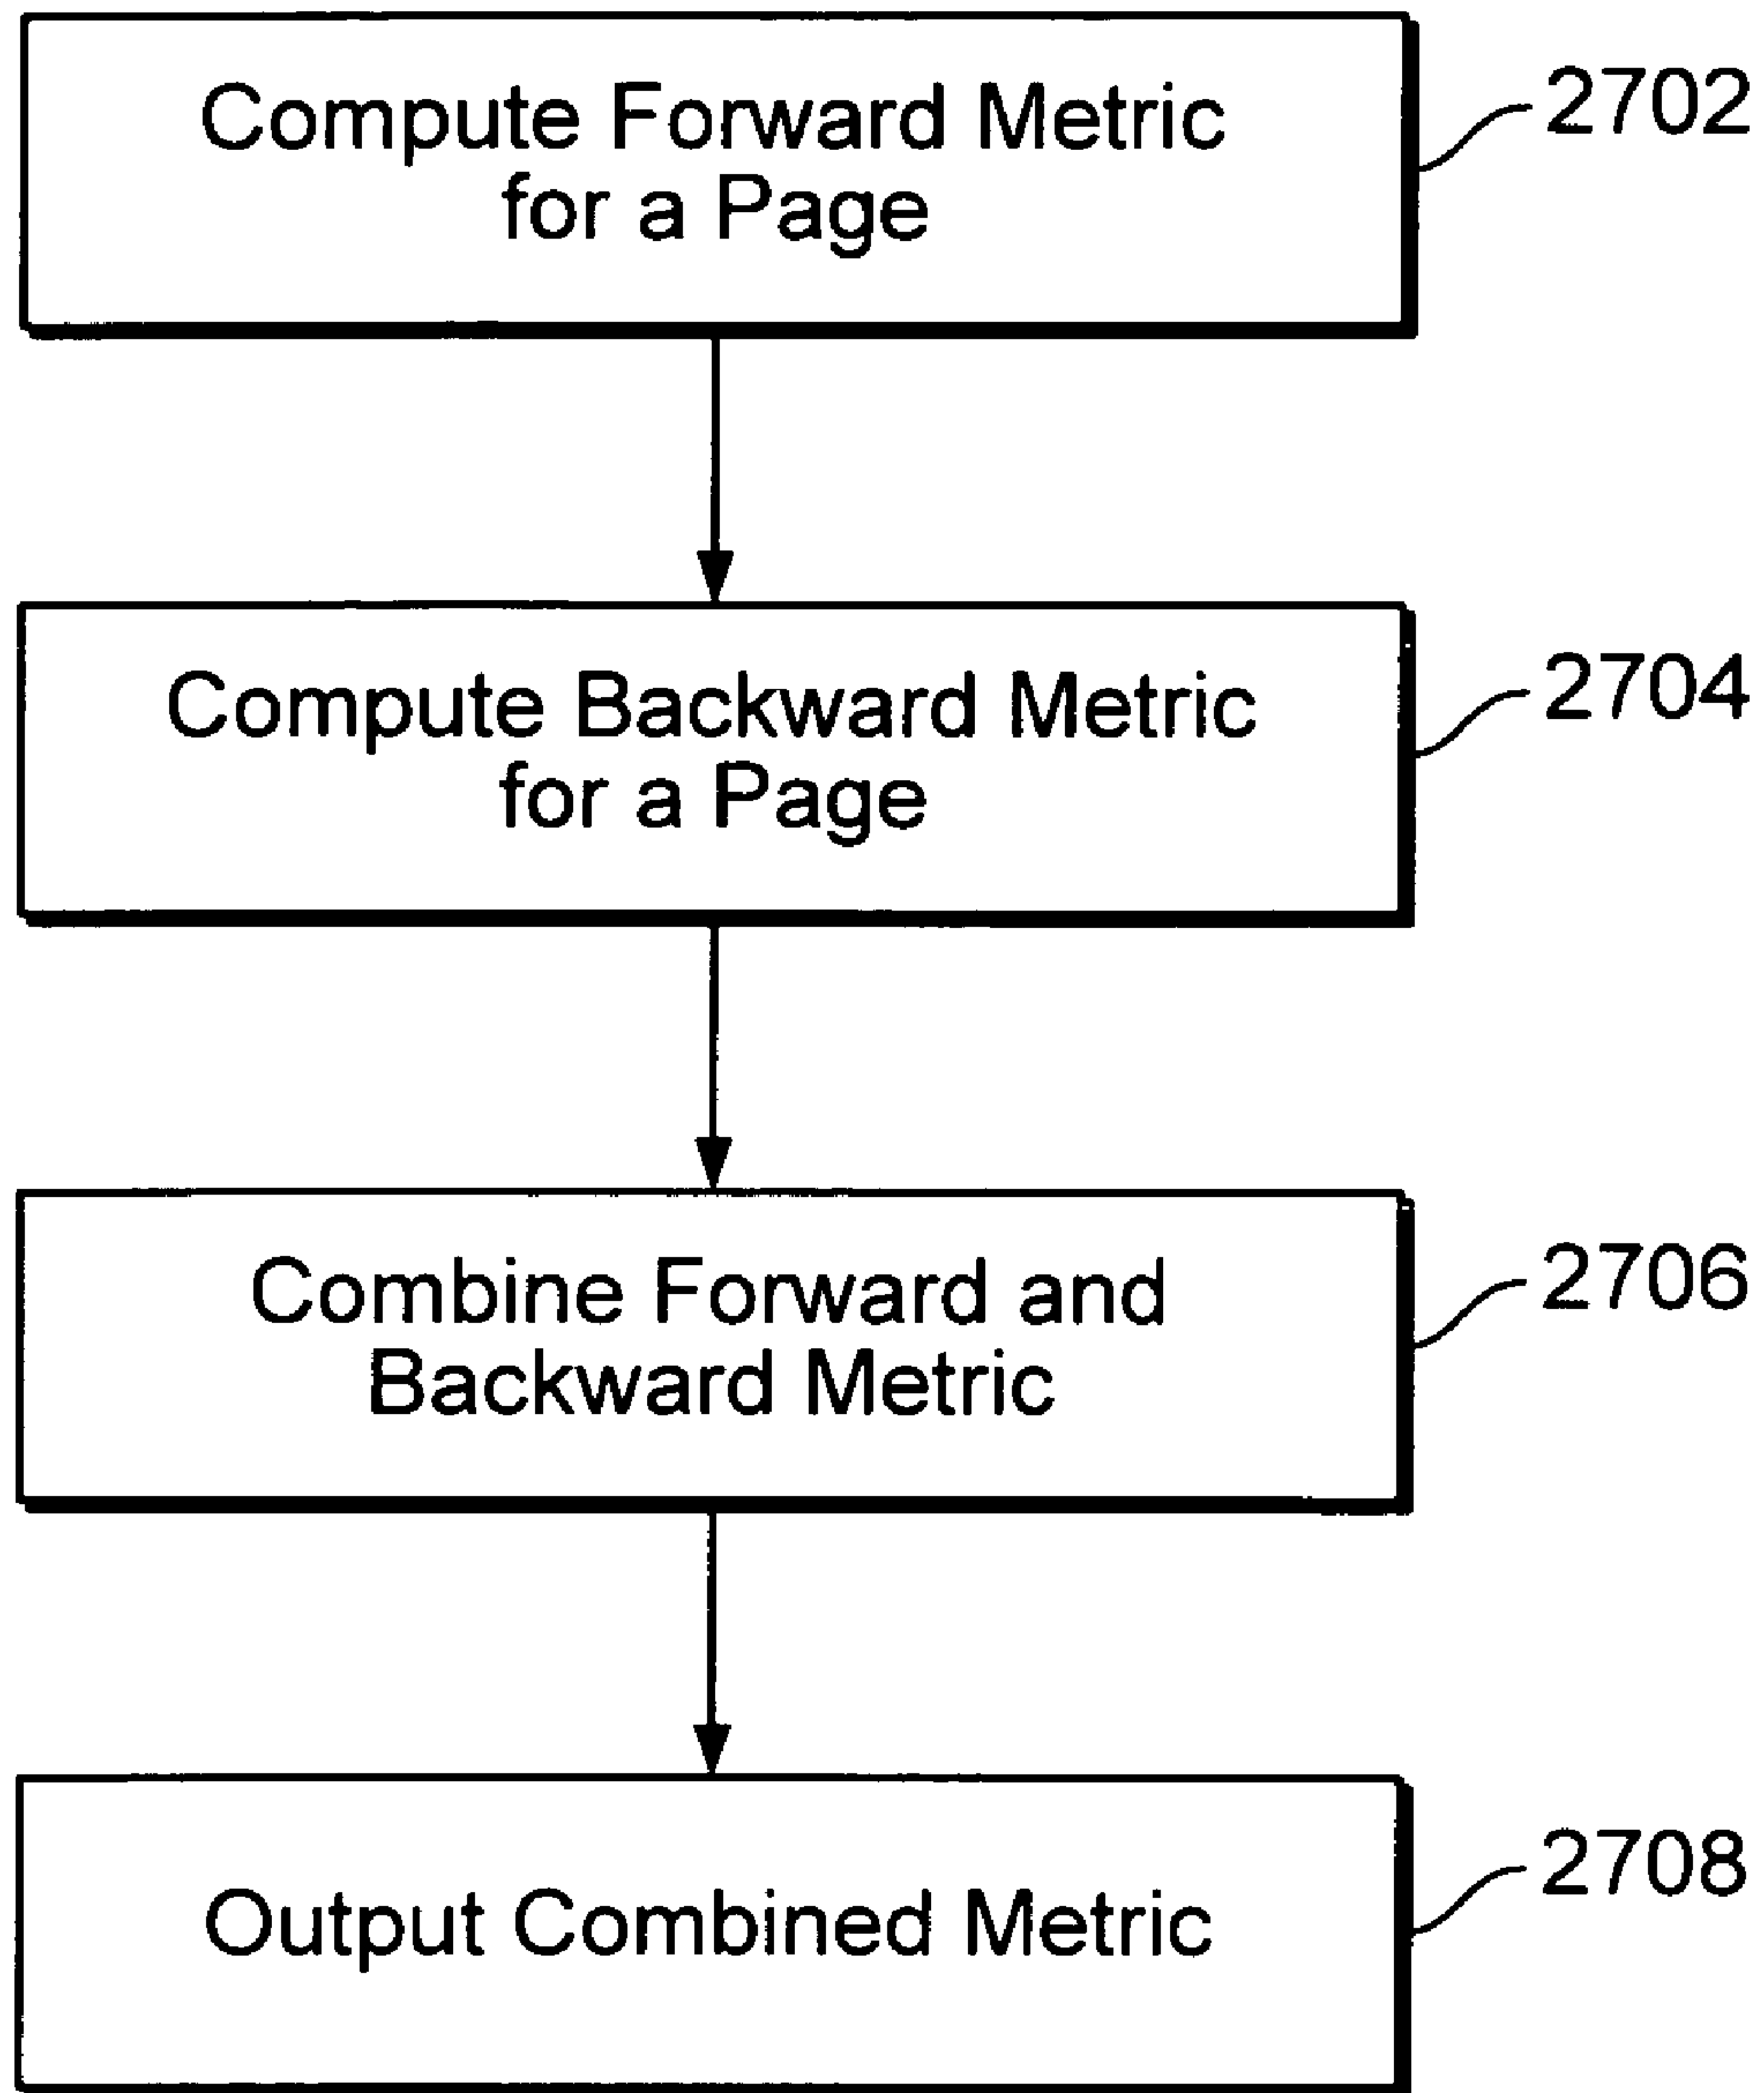 Compute Forward Metric
for a Page
2702
Compute Backward Metric
for a Page
2704
Combine Forward and
Backward Metric
2706
Output Combined Metric
2708